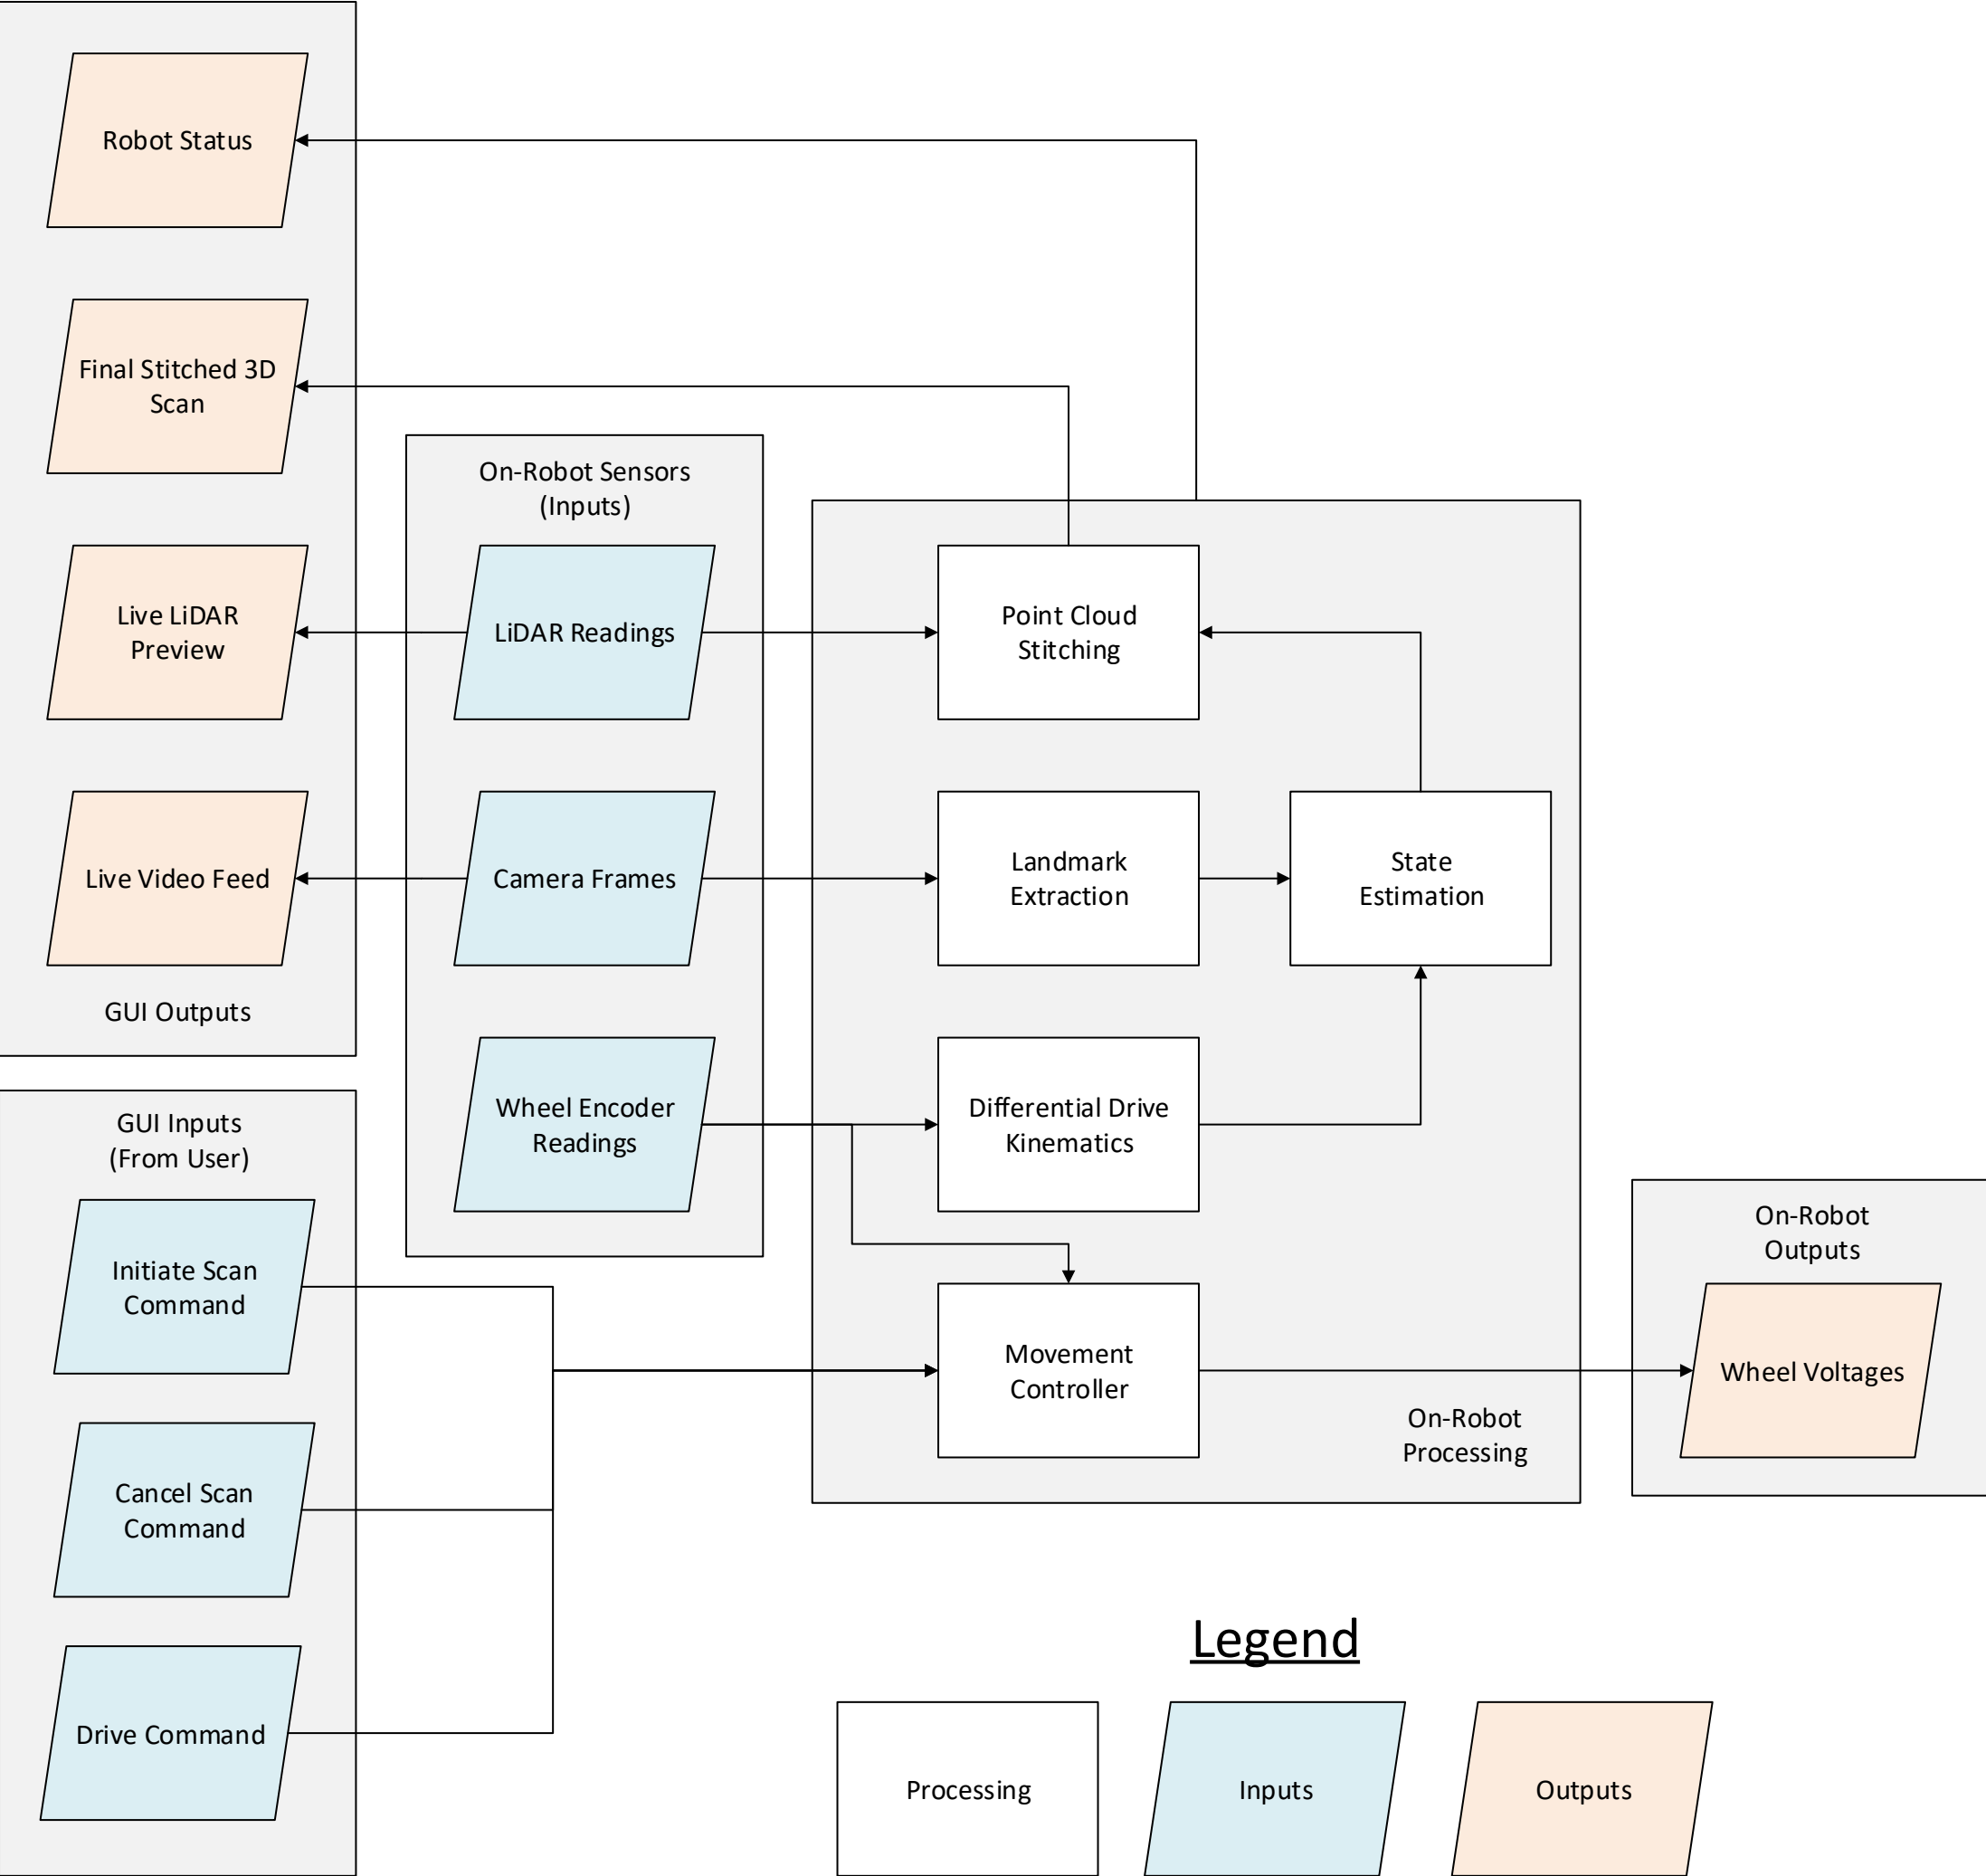 Robot Status
Final Stitched 3D
Scan
Live LiDAR
Preview
Live Video Feed
GUI Outputs
On-Robot Sensors
(Inputs)
LiDAR Readings
Camera Frames
Wheel Encoder
Readings
Point Cloud
Stitching
Landmark
Extraction
State
Estimation
Differential Drive
Kinematics
Movement
Controller
On-Robot
Processing
GUI Inputs
(From User)
Initiate Scan
Command
Cancel Scan
Command
Drive Command
On-Robot
Outputs
Wheel Voltages
Legend
Processing
Inputs
Outputs